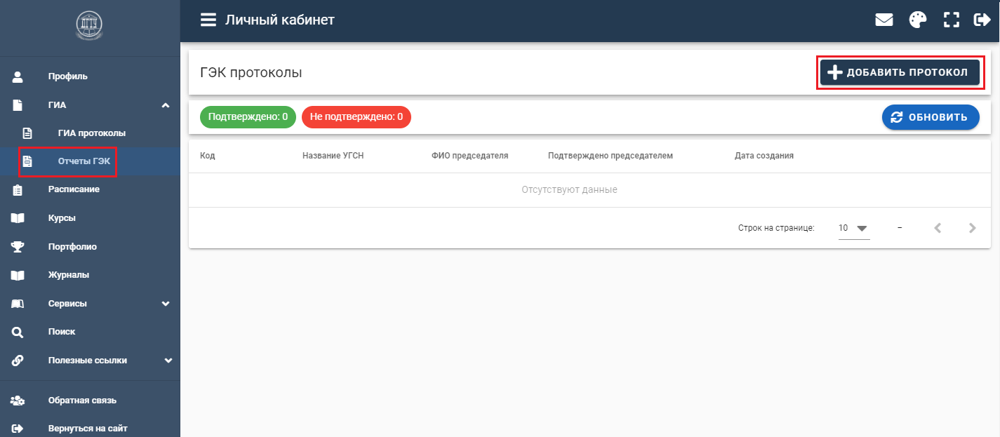 ДГТУ
Личный кабинет
Профиль
ГИА
ГИА протоколы
Отчеты ГЭК
Расписание
Курсы
Портфолио
Журналы
Сервисы
Поиск
Полезные ссылки
Обратная связь
Вернуться на сайт
ГЭК протоколы
ДОБАВИТЬ ПРОТОКОЛ
Подтверждено: 0 Не подтверждено: 0
ОБНОВИТЬ
Код Название УГСН ФИО председателя Подтверждено председателем Дата создания
Отсутствуют данные
Строк на странице: 10 –